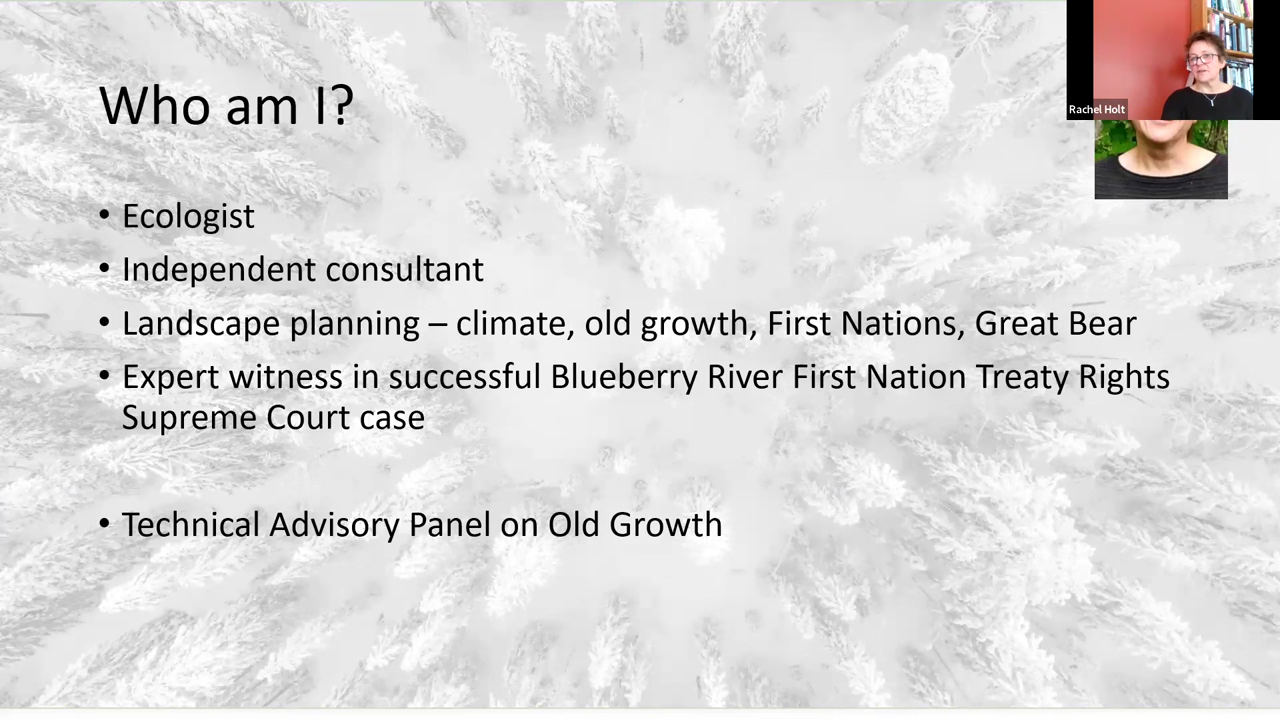 Who am I?
Rachel Holt
• Ecologist
• Independent consultant
• Landscape planning – climate, old growth, First Nations, Great Bear
• Expert witness in successful Blueberry River First Nation Treaty Rights
Supreme Court case
• Technical Advisory Panel on Old Growth